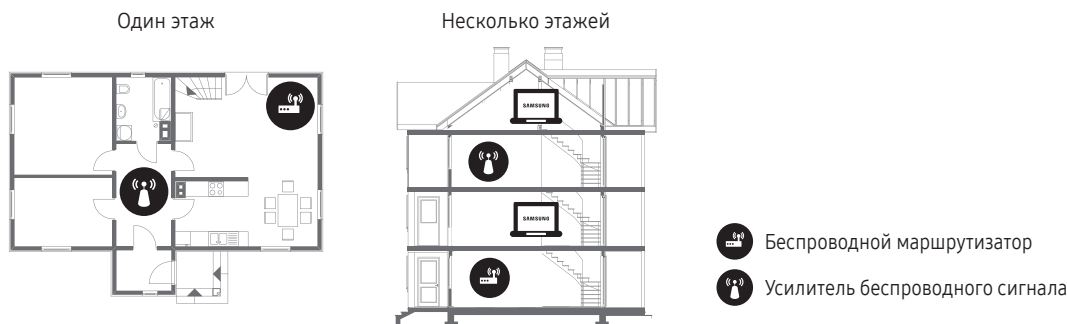 Один этаж
Несколько этажей
SAMSUNG
SAMSUNG
Беспроводной маршрутизатор
Усилитель беспроводного сигнала